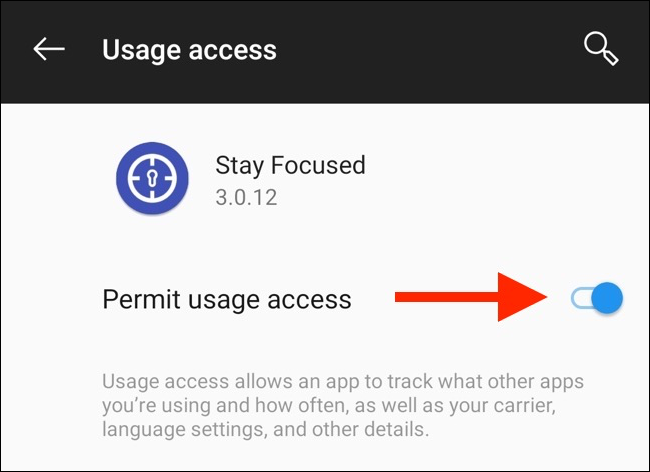 Usage access
Stay Focused
3.0.12
Permit usage access
Usage access allows an app to track what other apps
you're using and how often, as well as your carrier,
language settings, and other details.